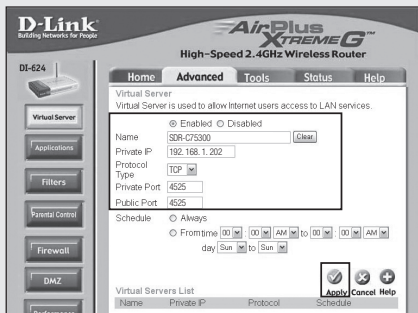 D-Link
Building Networks for People
AirPlus
XTREME G™
High-Speed 2.4GHz Wireless Router
DI-624
Home Advanced Tools Status Help
Virtual Server
Applications
Filters
Parental Control
Firewall
DMZ
Performance
Virtual Server
Virtual Server is used to allow Internet users access to LAN services.
Enabled Disabled
Name SDR-C75300 Clear
Private IP 192.168.1.202
Protocol
Type TCP
Private Port 4525
Public Port 4525
Schedule Always
From time 00 : 00 AM to 00 : 00 AM
day Sun to Sun
Apply Cancel Help
Virtual Servers List
Name Private IP Protocol Schedule